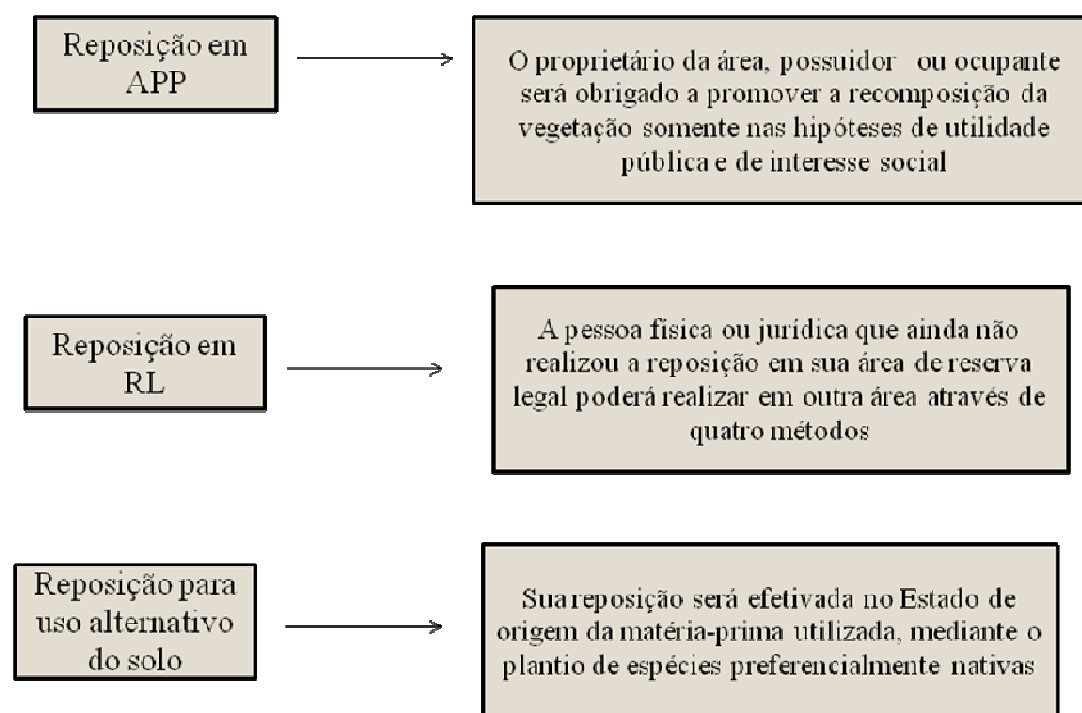 Reposição em
APP
O proprietário da área, possuidor ou ocupante
será obrigado a promover a recomposição da
vegetação somente nas hipóteses de utilidade
pública e de interesse social
Reposição em
RL
A pessoa física ou jurídica que ainda não
realizou a reposição em sua área de reserva
legal poderá realizar em outra área através de
quatro métodos
Reposição para
uso alternativo
do solo
Sua reposição será efetivada no Estado de
origem da matéria-prima utilizada, mediante o
plantio de espécies preferencialmente nativas